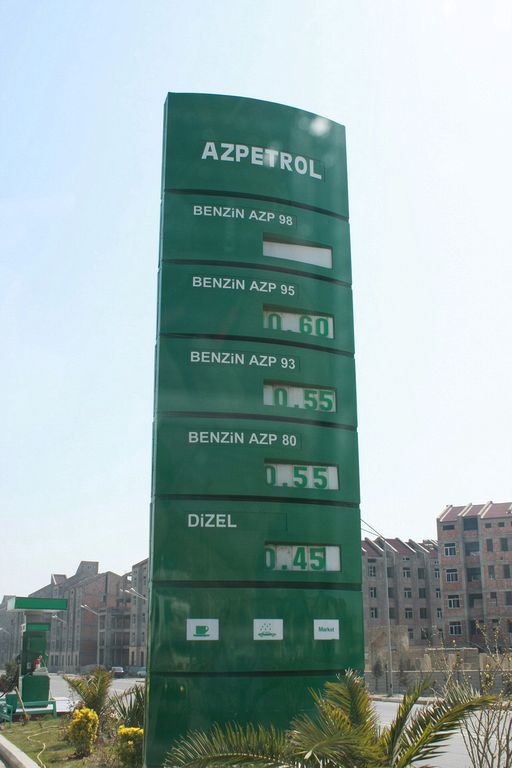 AZPETROL
BENZiN AZP 98
BENZiN AZP 95
0.60
BENZiN AZP 93
0.55
BENZiN AZP 80
0.55
DiZEL
0.45
Market